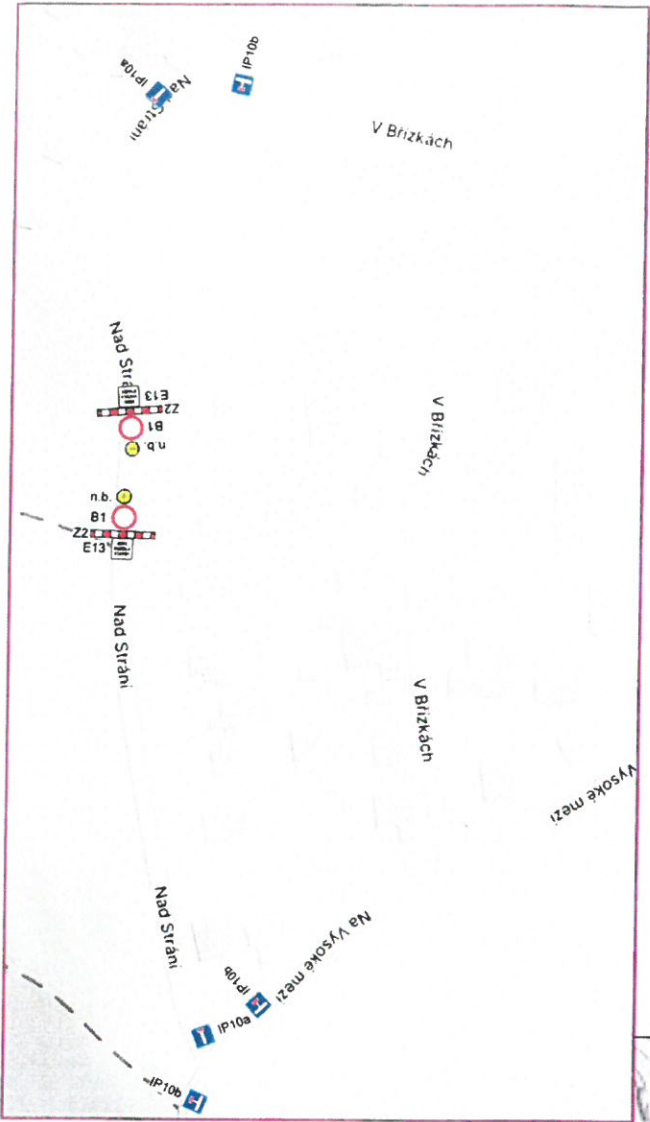 IP10b
IP10a
Na Stráni
V Břízkách
Nad Strá
E13
Z2
B1
n.b.
V Břízkách
n.b.
B1
Z2
E13
Nad Stráni
V Břízkách
Vysoké mezi
Nad Stráni
Na Vysoké mezi
IP10b
IP10a
IP10b